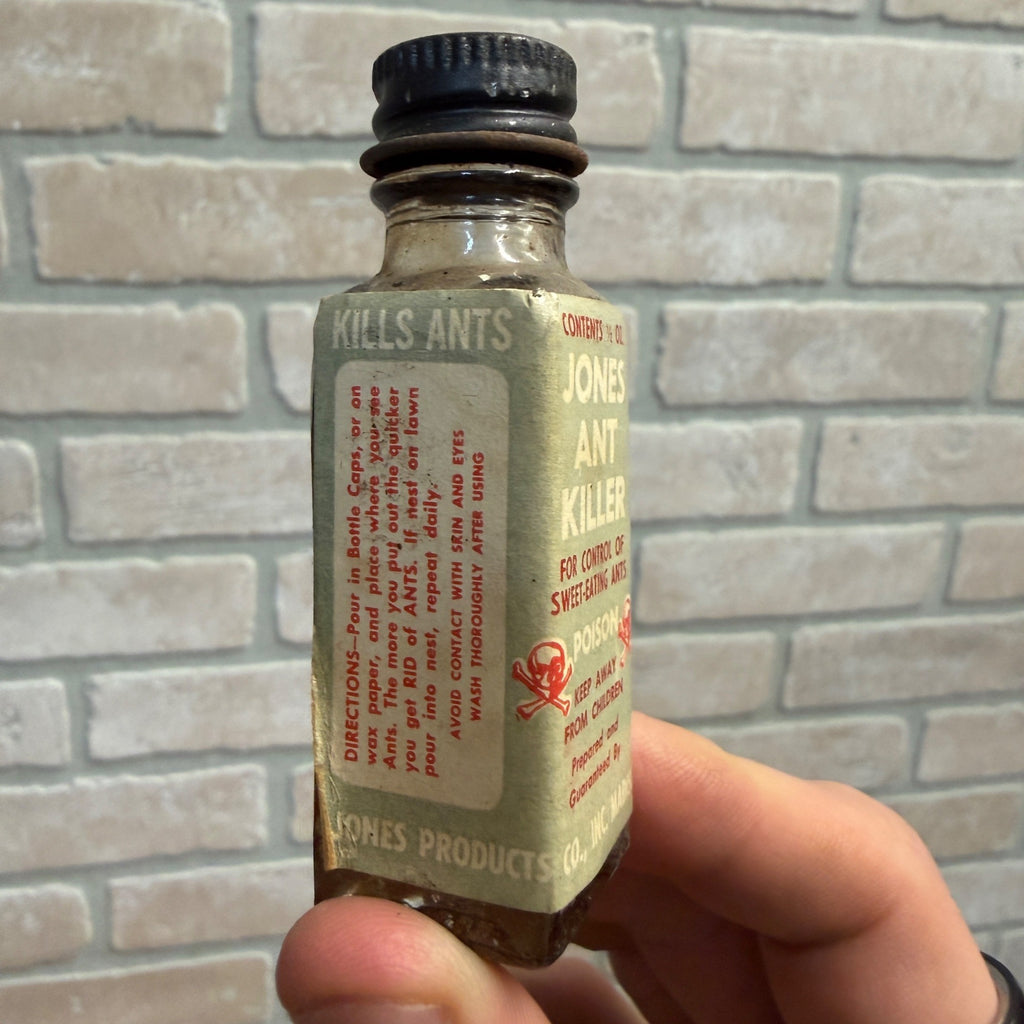 KILLS ANTS
DIRECTIONS—Pour in Bottle Caps, or on
wax paper, and place where you see
Ants. The more you put out the quicker
you get RID of ANTS. If nest on lawn
pour into nest, repeat daily.
AVOID CONTACT WITH SKIN AND EYES
WASH THOROUGHLY AFTER USING
JONES PRODUCTS CO., INC.
CONTENTS ½ OZ.
JONES
ANT
KILLER
FOR CONTROL OF
SWEET-EATING ANTS
POISON
KEEP AWAY
FROM CHILDREN
Prepared and
Guaranteed By